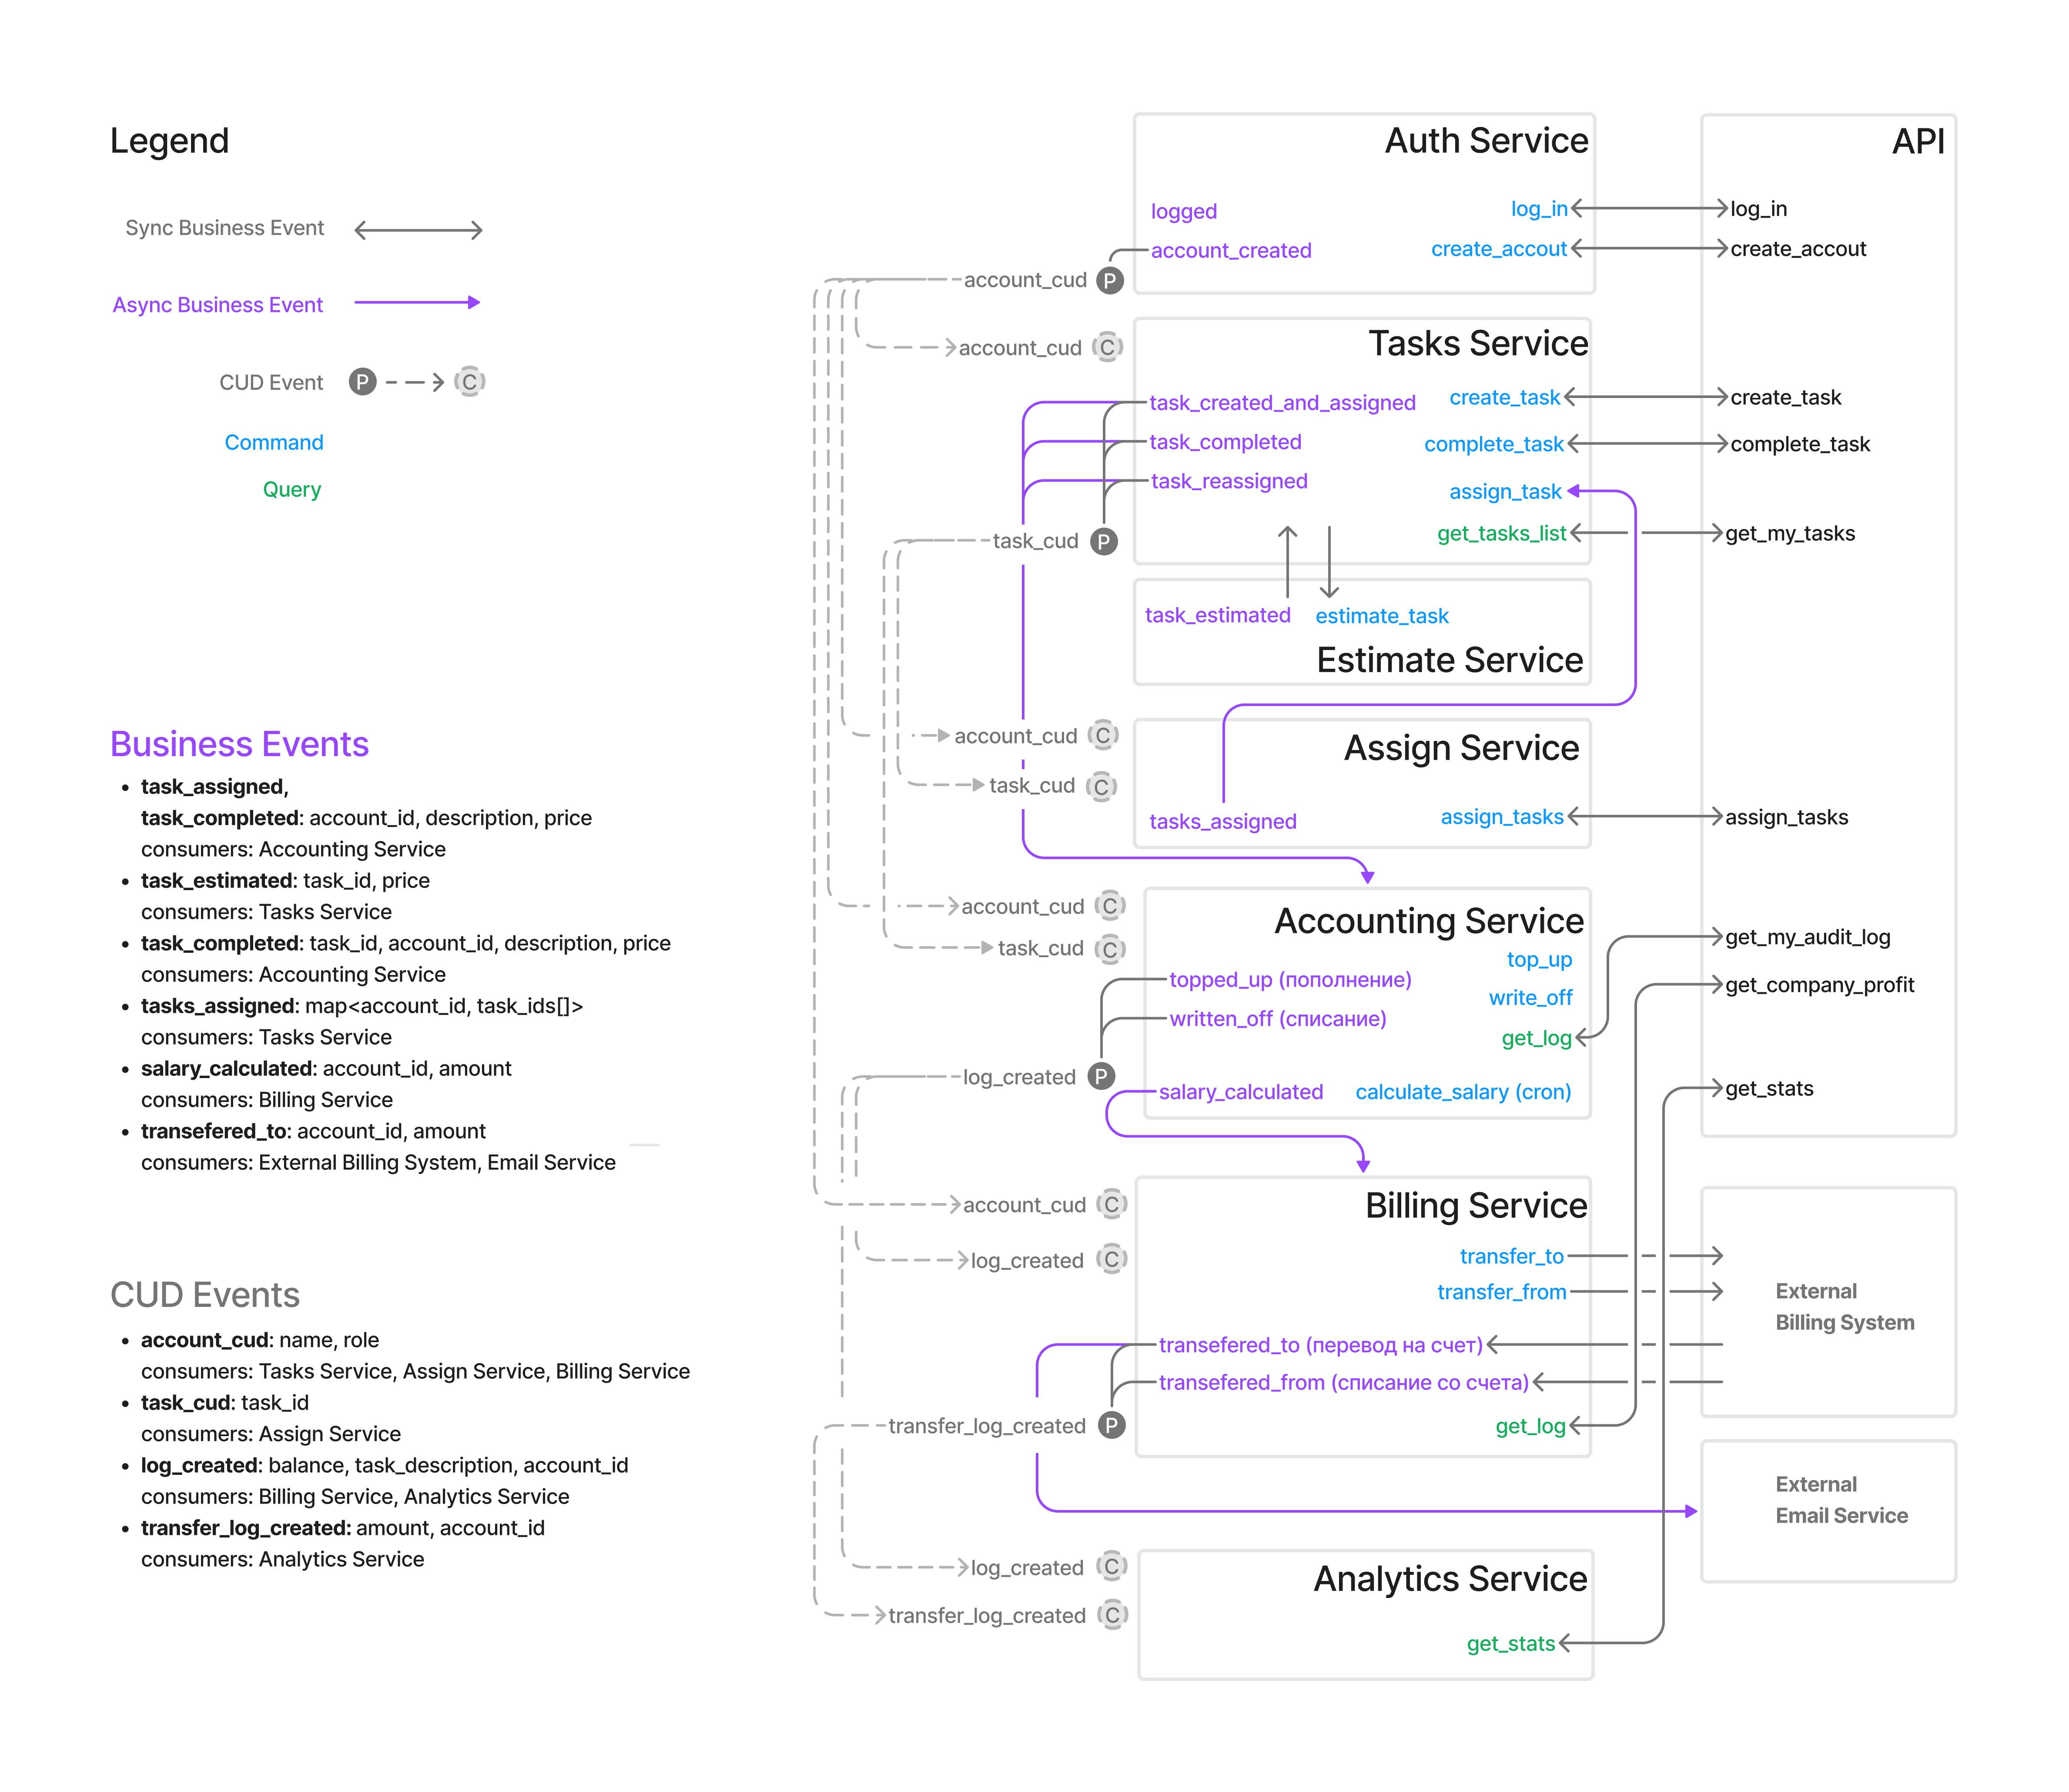 Legend
Sync Business Event
Async Business Event
CUD Event
P
C
Command
Query
Business Events
• task_assigned,
task_completed: account_id, description, price
consumers: Accounting Service
• task_estimated: task_id, price
consumers: Tasks Service
• task_completed: task_id, account_id, description, price
consumers: Accounting Service
• tasks_assigned: map<account_id, task_ids[]>
consumers: Tasks Service
• salary_calculated: account_id, amount
consumers: Billing Service
• transefered_to: account_id, amount
consumers: External Billing System, Email Service
CUD Events
• account_cud: name, role
consumers: Tasks Service, Assign Service, Billing Service
• task_cud: task_id
consumers: Assign Service
• log_created: balance, task_description, account_id
consumers: Billing Service, Analytics Service
• transfer_log_created: amount, account_id
consumers: Analytics Service
Auth Service
logged
log_in
account_created
create_accout
account_cud
P
Tasks Service
account_cud
C
task_created_and_assigned
create_task
task_completed
complete_task
task_reassigned
assign_task
get_tasks_list
task_cud
P
task_estimated
estimate_task
Estimate Service
account_cud
C
Assign Service
task_cud
C
tasks_assigned
assign_tasks
account_cud
C
Accounting Service
task_cud
C
top_up
topped_up (пополнение)
write_off
written_off (списание)
get_log
log_created
P
salary_calculated
calculate_salary (cron)
account_cud
C
Billing Service
log_created
C
transfer_to
transfer_from
transefered_to (перевод на счет)
transefered_from (списание со счета)
transfer_log_created
P
get_log
log_created
C
Analytics Service
transfer_log_created
C
get_stats
API
log_in
create_accout
create_task
complete_task
get_my_tasks
assign_tasks
get_my_audit_log
get_company_profit
get_stats
External
Billing System
External
Email Service